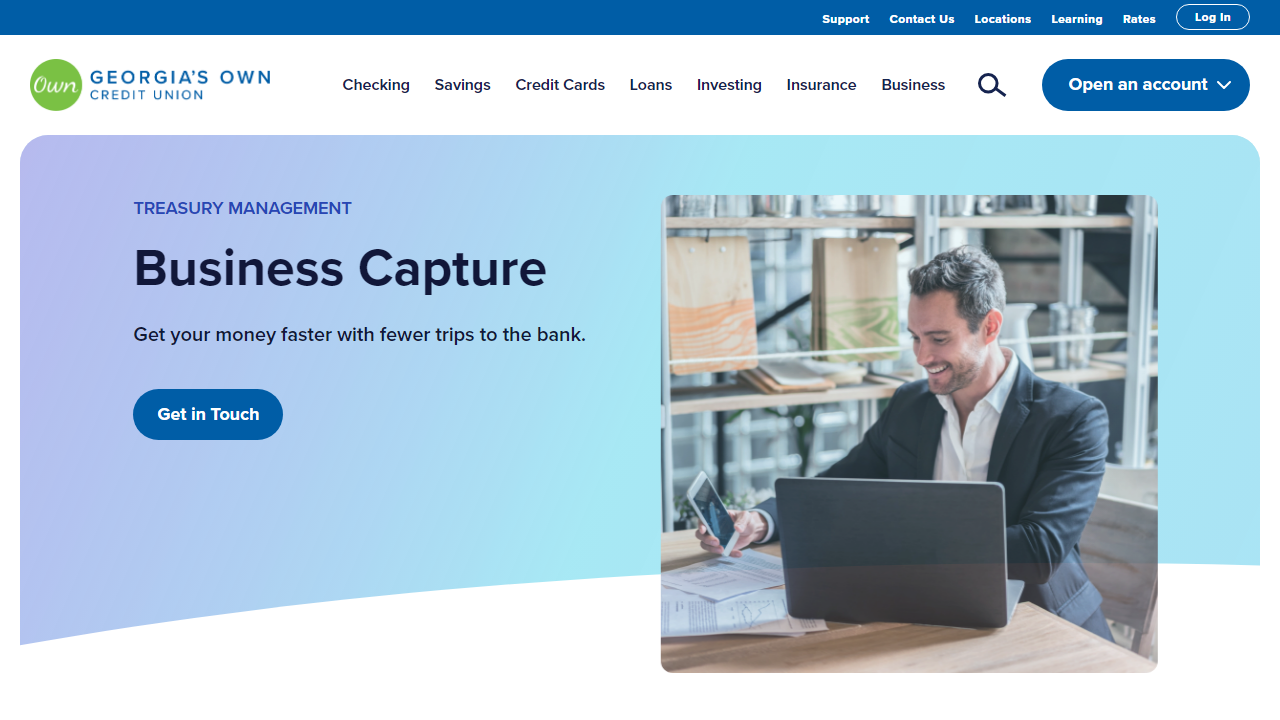 Support Contact Us Locations Learning Rates Log In
Own GEORGIA'S OWN
CREDIT UNION
Checking Savings Credit Cards Loans Investing Insurance Business Open an account
TREASURY MANAGEMENT
Business Capture
Get your money faster with fewer trips to the bank.
Get in Touch